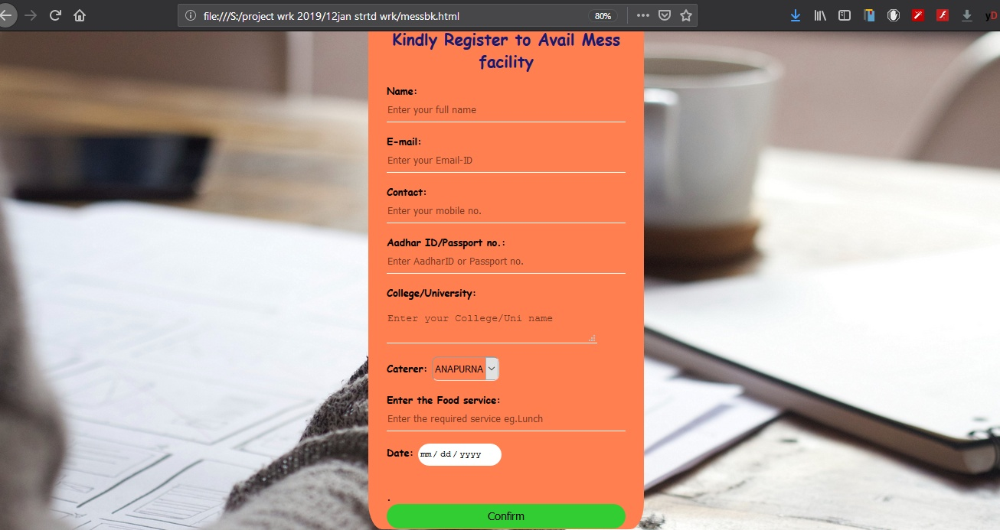 file:///S:/project wrk 2019/12jan strtd wrk/messbk.html
80%
Kindly Register to Avail Mess
facility
Name:
Enter your full name
E-mail:
Enter your Email-ID
Contact:
Enter your mobile no.
Aadhar ID/Passport no.:
Enter AadharID or Passport no.
College/University:
Enter your College/Uni name
Caterer: ANAPURNA
Enter the Food service:
Enter the required service eg.Lunch
Date: mm / dd / yyyy
.
Confirm